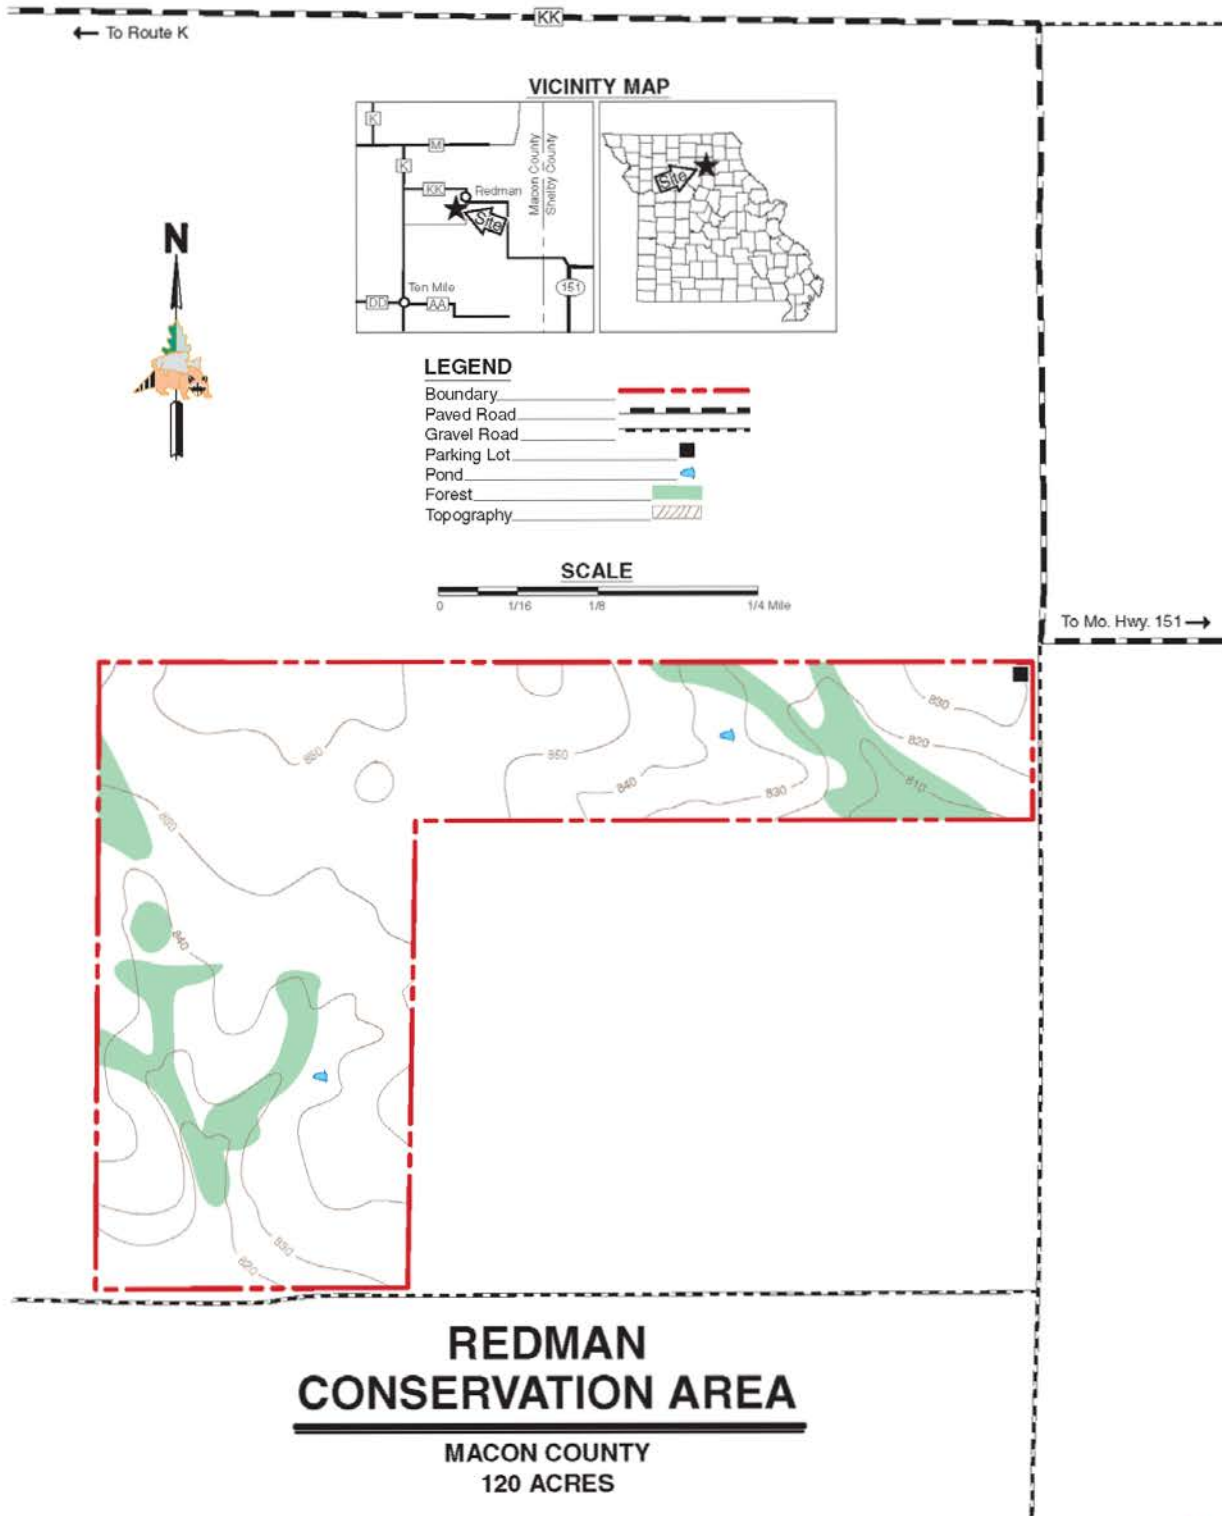 KK
← To Route K
VICINITY MAP
K
M
K
KK
Redman
Site
Macon County
Shelby County
Ten Mile
DD
AA
151
Site
N
LEGEND
Boundary
Paved Road
Gravel Road
Parking Lot
Pond
Forest
Topography
SCALE
0 1/16 1/8 1/4 Mile
To Mo. Hwy. 151 →
830
820
810
850
840
830
840
830
820
REDMAN
CONSERVATION AREA
MACON COUNTY
120 ACRES